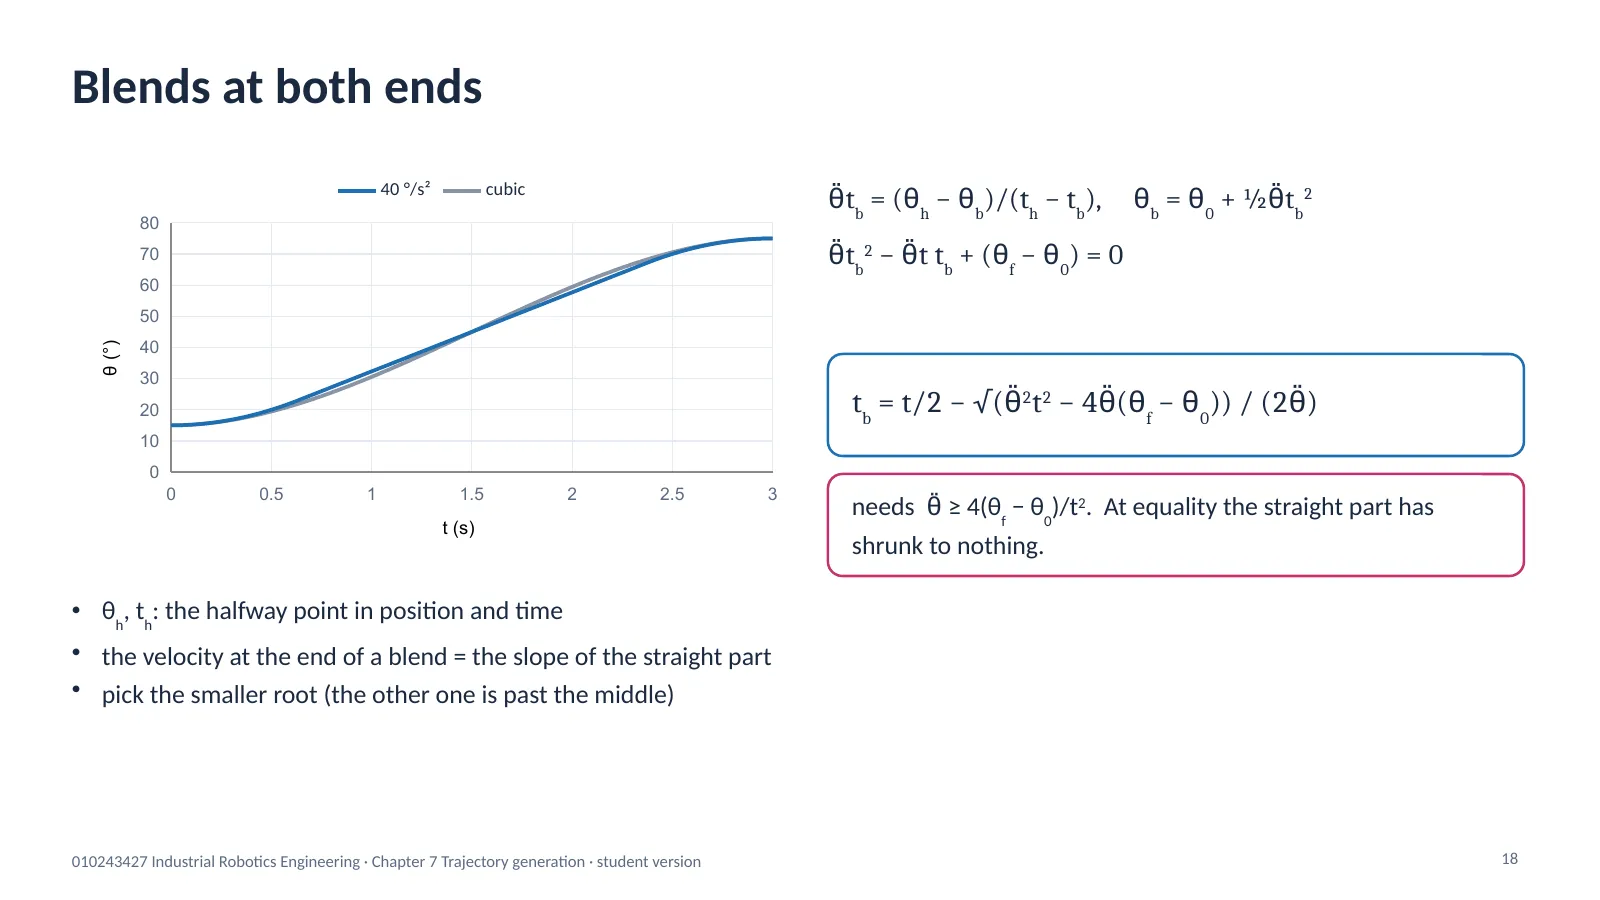 Blends at both ends
40 °/s² cubic
80
70
60
50
40
30
20
10
0
θ (°)
0 0.5 1 1.5 2 2.5 3
t (s)
• θₕ, tₕ: the halfway point in position and time
• the velocity at the end of a blend = the slope of the straight part
• pick the smaller root (the other one is past the middle)
θ̈t_b = (θ_h − θ_b)/(t_h − t_b), θ_b = θ_0 + ½θ̈t_b²
θ̈t_b² − θ̈t t_b + (θ_f − θ_0) = 0
t_b = t/2 − √(θ̈²t² − 4θ̈(θ_f − θ_0)) / (2θ̈)
needs θ̈ ≥ 4(θ_f − θ_0)/t². At equality the straight part has
shrunk to nothing.
010243427 Industrial Robotics Engineering · Chapter 7 Trajectory generation · student version
18